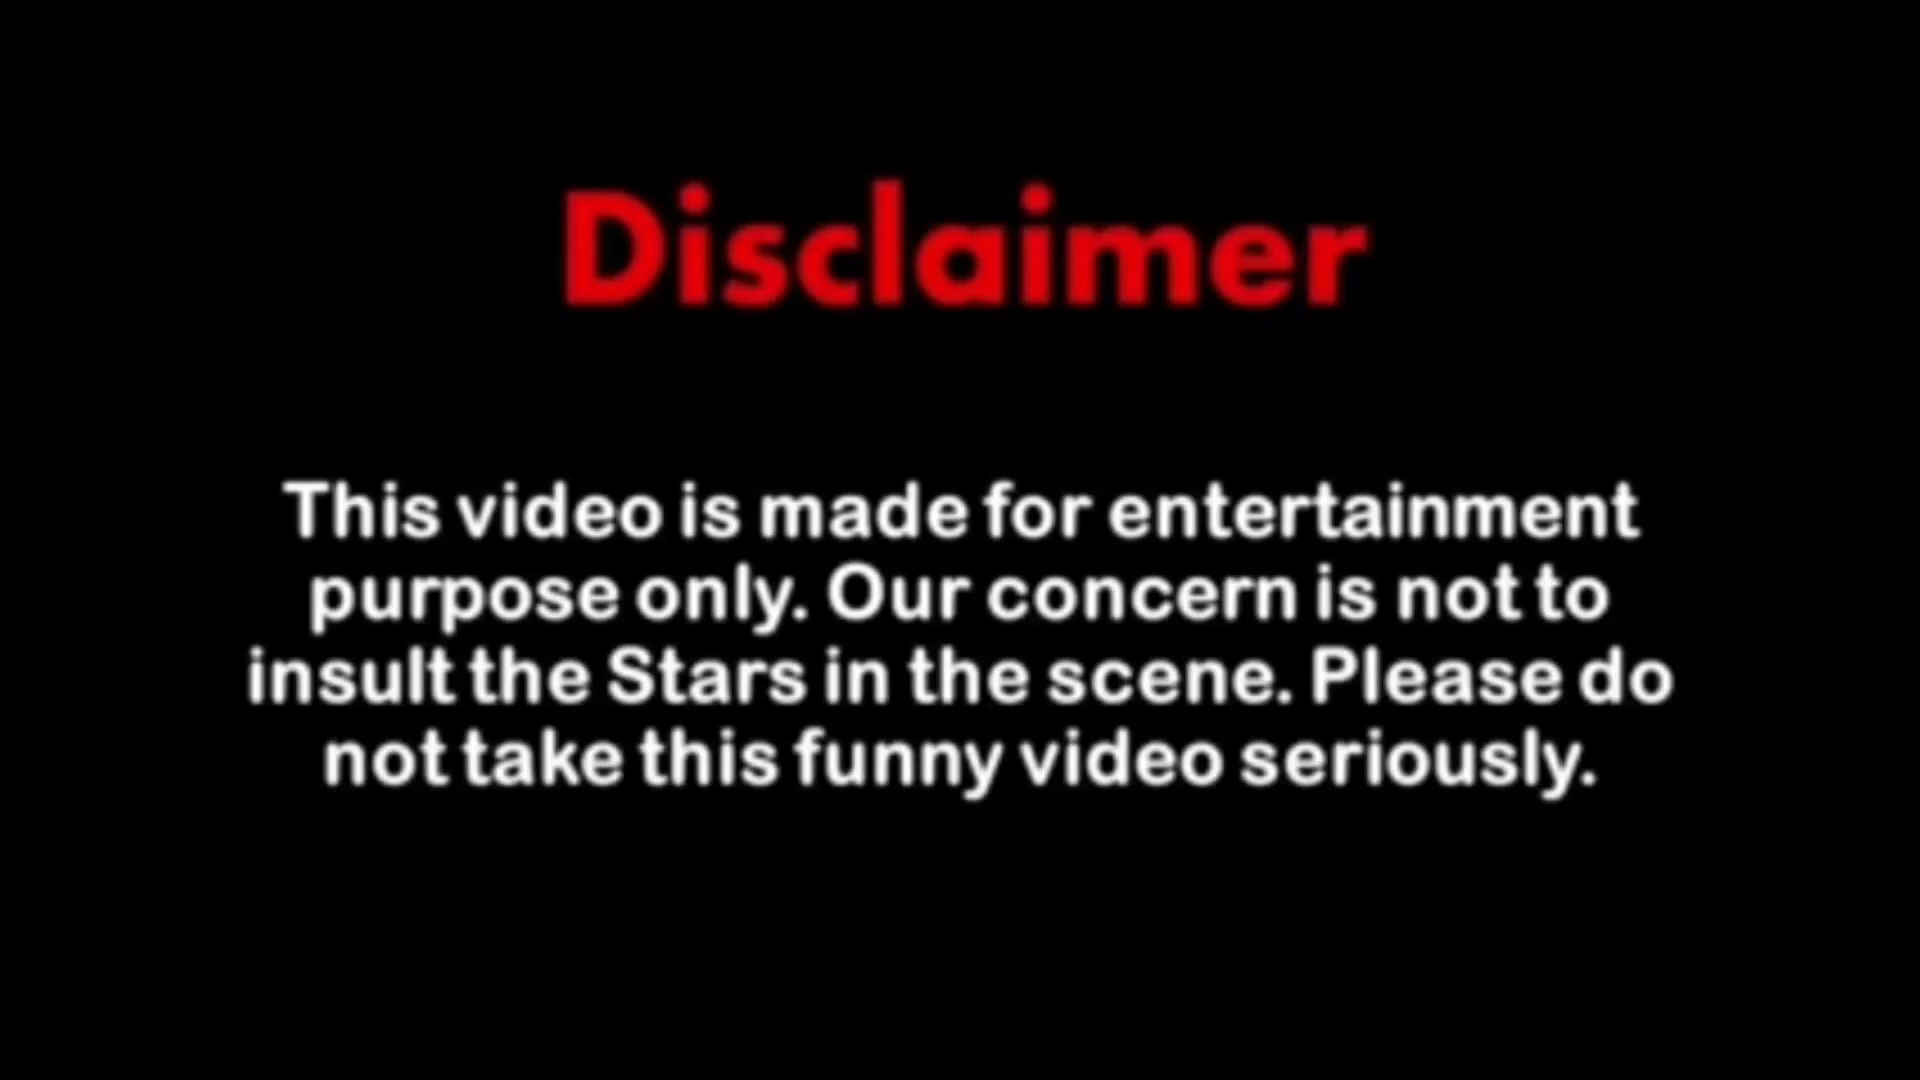 Disclaimer
This video is made for entertainment
purpose only. Our concern is not to
insult the Stars in the scene. Please do
not take this funny video seriously.